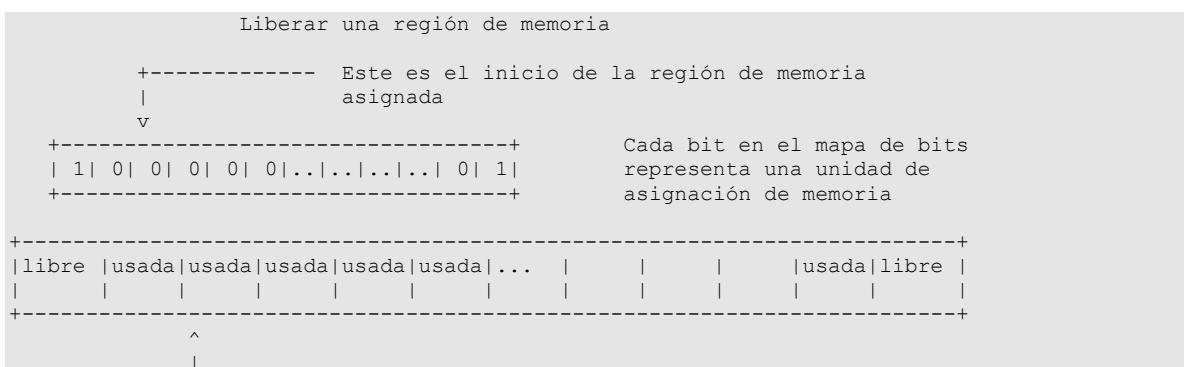 Liberar una región de memoria
+------------- Este es el inicio de la región de memoria
| asignada
v
+-----------------------------------+ Cada bit en el mapa de bits
| 1| 0| 0| 0| 0| 0|..|..|..|..| 0| 1| representa una unidad de
+-----------------------------------+ asignación de memoria
+-------------------------------------------------------------------------+
|libre |usada|usada|usada|usada|usada|... | | | |usada|libre |
| | | | | | | | | | | | |
+-------------------------------------------------------------------------+
^
|